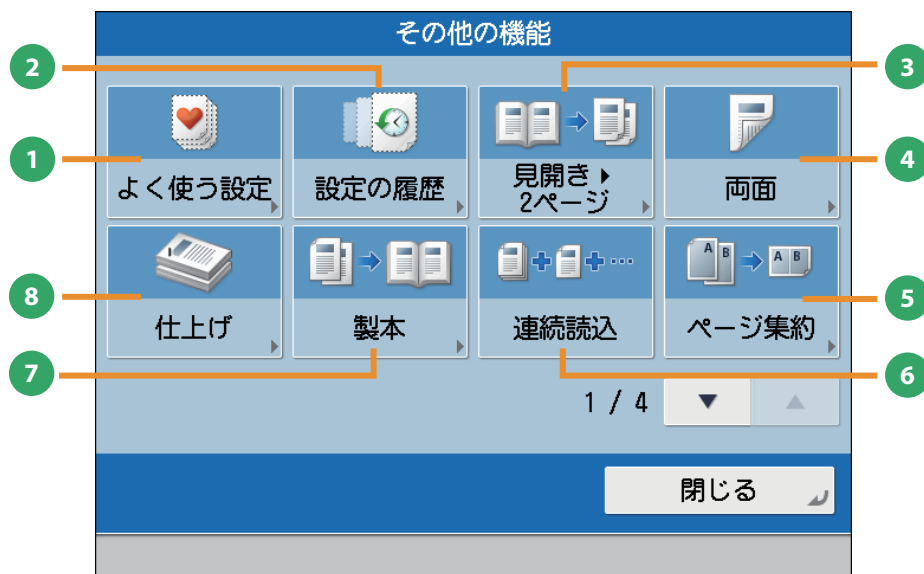 その他の機能
2
3
1
よく使う設定
設定の履歴
見開き▶
2ページ
両面
4
A B
A B
8
仕上げ
製本
連続読込
ページ集約
5
7
6
1 / 4
▼
▲
閉じる